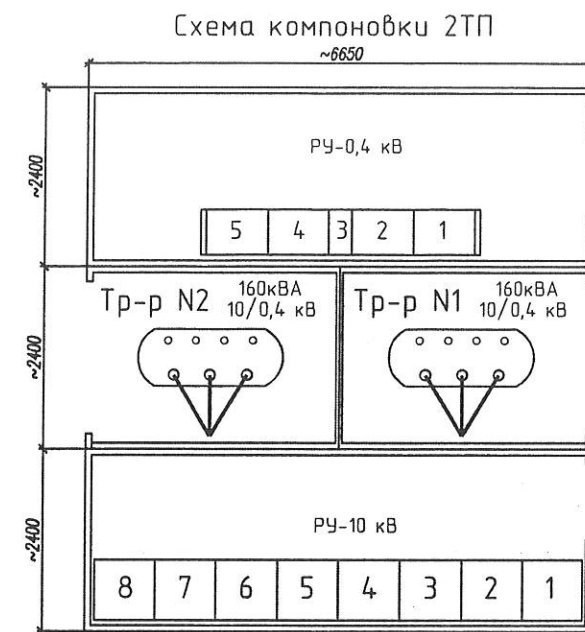 Схема компоновки 2ТП
~6650
~2400
РУ-0,4 кВ
5 4 3 2 1
~2400
Тр-р N2 160кВА
10/0,4 кВ
Тр-р N1 160кВА
10/0,4 кВ
~2400
РУ-10 кВ
8 7 6 5 4 3 2 1